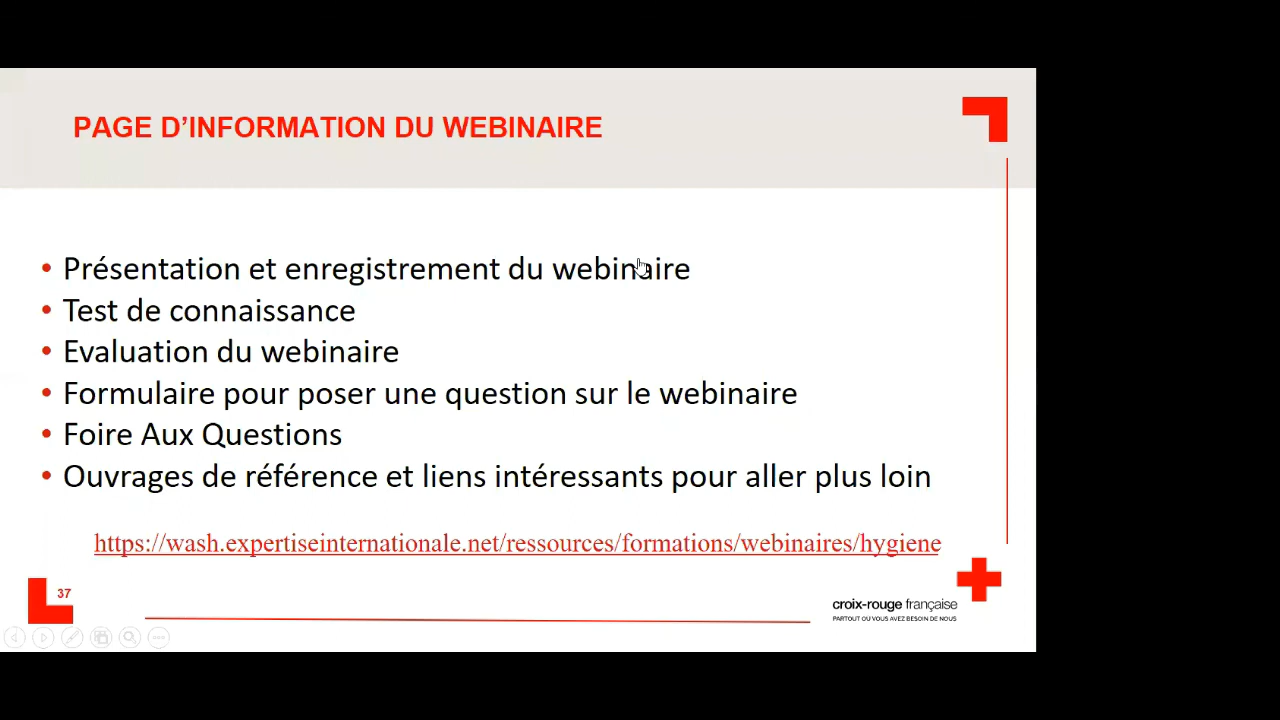 PAGE D’INFORMATION DU WEBINAIRE
• Présentation et enregistrement du webinaire
• Test de connaissance
• Evaluation du webinaire
• Formulaire pour poser une question sur le webinaire
• Foire Aux Questions
• Ouvrages de référence et liens intéressants pour aller plus loin
https://wash.expertiseinternationale.net/ressources/formations/webinaires/hygiene
37
croix-rouge française
PARTOUT OÙ VOUS AVEZ BESOIN DE NOUS